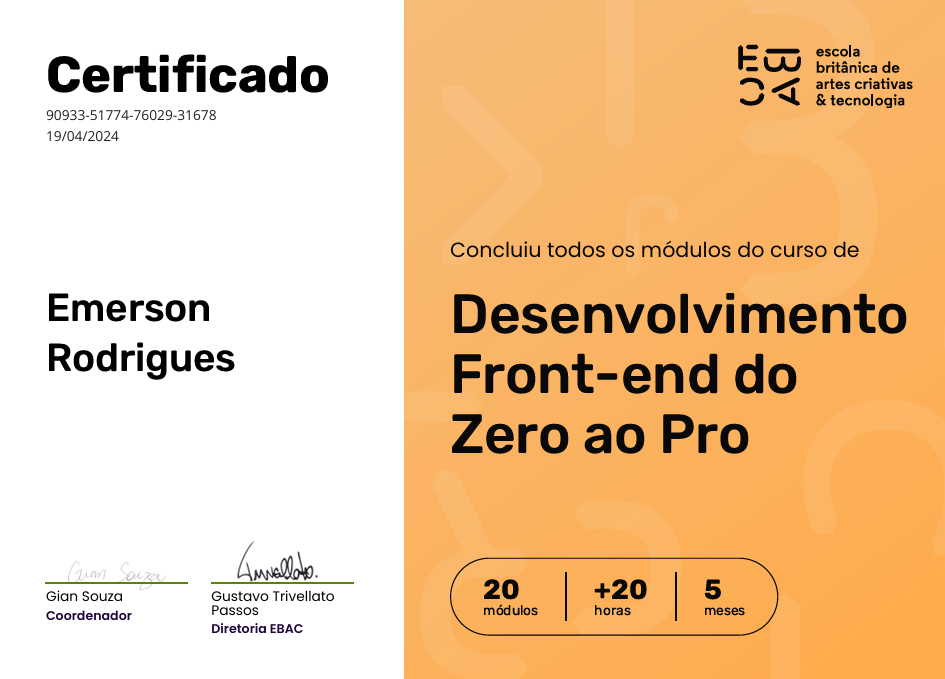 Certificado
90933-51774-76029-31678
19/04/2024
Emerson
Rodrigues
Gian Souza
Gian Souza
Coordenador
Trivellato.
Gustavo Trivellato
Passos
Diretoria EBAC
EBAC
escola
britânica de
artes criativas
& tecnologia
Concluiu todos os módulos do curso de
Desenvolvimento
Front-end do
Zero ao Pro
20
módulos
+20
horas
5
meses